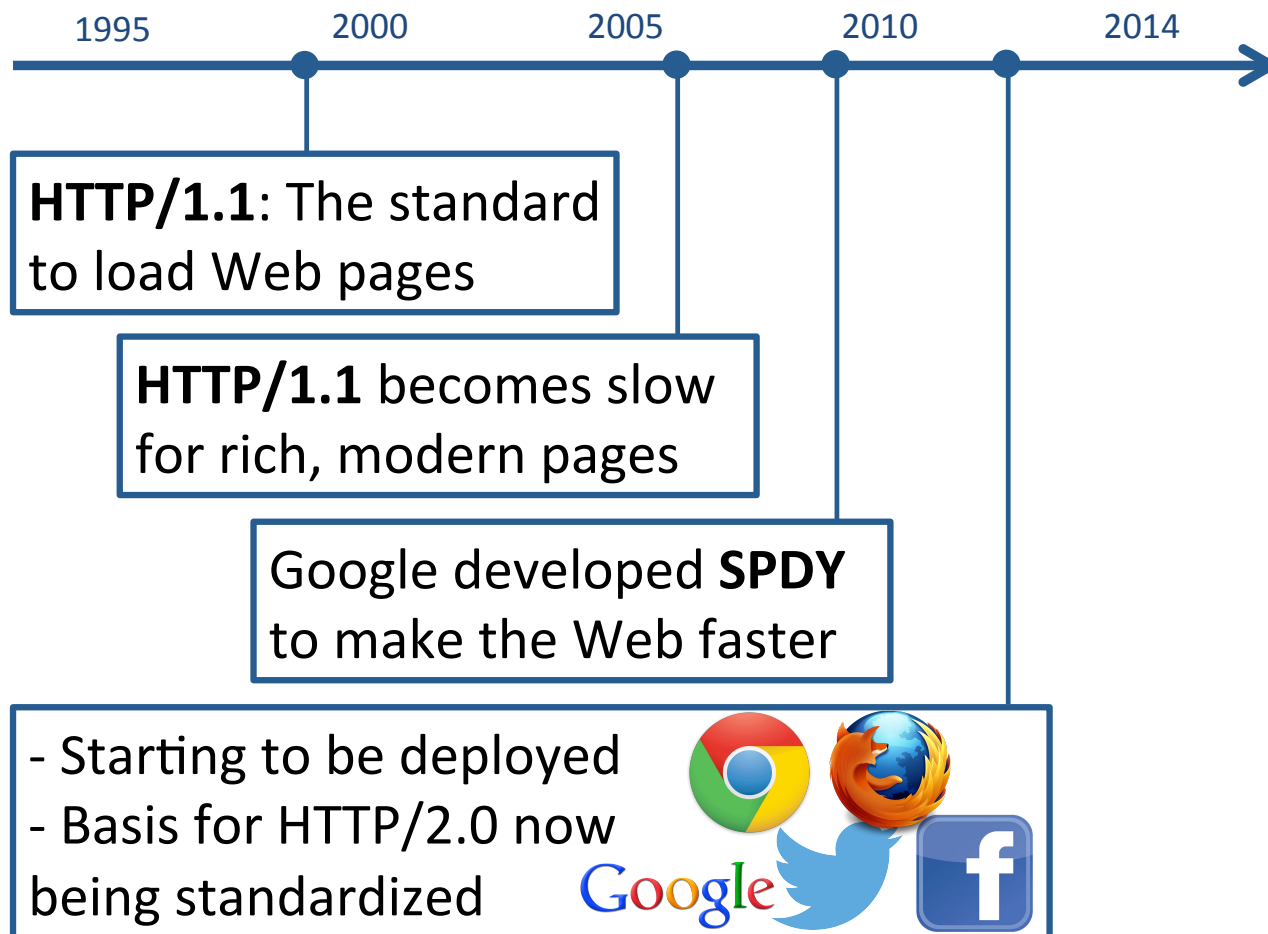 1995 2000 2005 2010 2014
HTTP/1.1: The standard
to load Web pages
HTTP/1.1 becomes slow
for rich, modern pages
Google developed SPDY
to make the Web faster
- Starting to be deployed
- Basis for HTTP/2.0 now
being standardized
Google
f